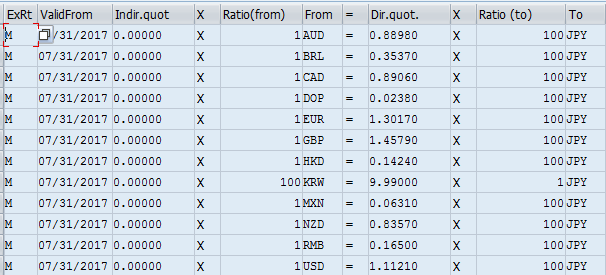 ExRt ValidFrom Indir.quot X Ratio(from) From = Dir.quot. X Ratio (to) To
M /31/2017 0.00000 X 1 AUD = 0.88980 X 100 JPY
M 07/31/2017 0.00000 X 1 BRL = 0.35370 X 100 JPY
M 07/31/2017 0.00000 X 1 CAD = 0.89060 X 100 JPY
M 07/31/2017 0.00000 X 1 DOP = 0.02380 X 100 JPY
M 07/31/2017 0.00000 X 1 EUR = 1.30170 X 100 JPY
M 07/31/2017 0.00000 X 1 GBP = 1.45790 X 100 JPY
M 07/31/2017 0.00000 X 1 HKD = 0.14240 X 100 JPY
M 07/31/2017 0.00000 X 100 KRW = 9.99000 X 1 JPY
M 07/31/2017 0.00000 X 1 MXN = 0.06310 X 100 JPY
M 07/31/2017 0.00000 X 1 NZD = 0.83570 X 100 JPY
M 07/31/2017 0.00000 X 1 RMB = 0.16500 X 100 JPY
M 07/31/2017 0.00000 X 1 USD = 1.11210 X 100 JPY